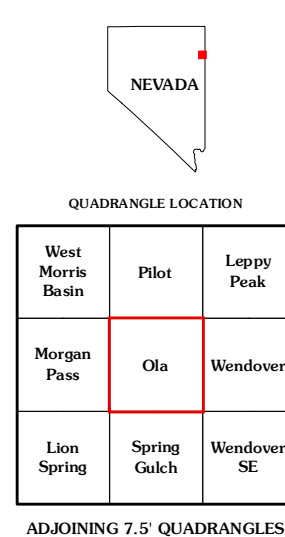 NEVADA
QUADRANGLE LOCATION
West
Morris
Basin
Pilot
Leppy
Peak
Morgan
Pass
Ola
Wendover
Lion
Spring
Spring
Gulch
Wendover
SE
ADJOINING 7.5' QUADRANGLES